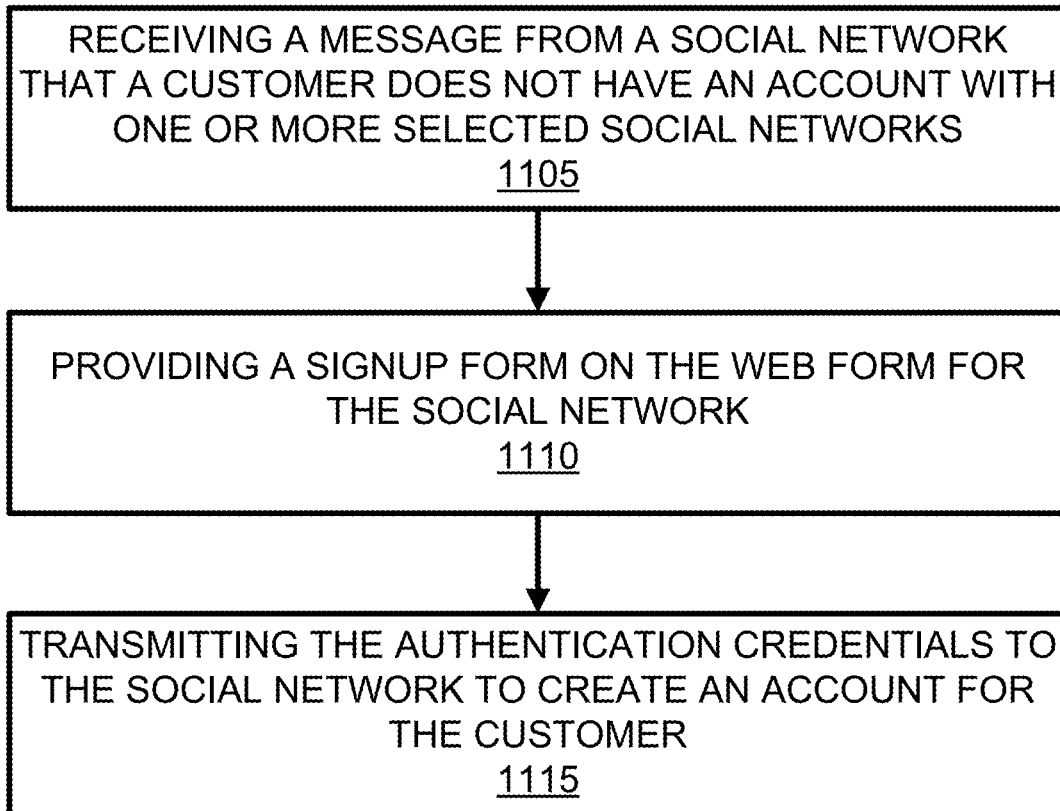 RECEIVING A MESSAGE FROM A SOCIAL NETWORK
THAT A CUSTOMER DOES NOT HAVE AN ACCOUNT WITH
ONE OR MORE SELECTED SOCIAL NETWORKS
1105
PROVIDING A SIGNUP FORM ON THE WEB FORM FOR
THE SOCIAL NETWORK
1110
TRANSMITTING THE AUTHENTICATION CREDENTIALS TO
THE SOCIAL NETWORK TO CREATE AN ACCOUNT FOR
THE CUSTOMER
1115